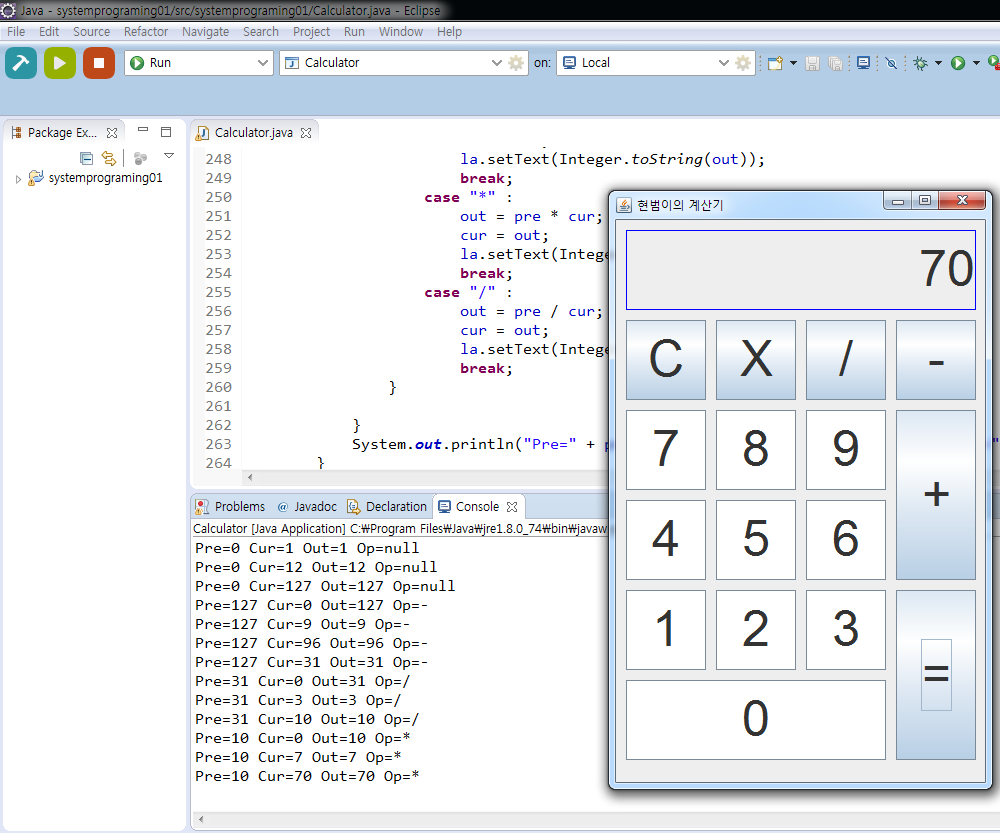 Java - systemprograming01/src/systemprograming01/Calculator.java - Eclipse
File Edit Source Refactor Navigate Search Project Run Window Help
Run Calculator on: Local
Package Ex...
systemprograming01
Calculator.java
248 la.setText(Integer.toString(out));
249 break;
250 case "*" :
251 out = pre * cur;
252 cur = out;
253 la.setText(Intege
254 break;
255 case "/" :
256 out = pre / cur;
257 cur = out;
258 la.setText(Intege
259 break;
260 }
261
262 }
263 System.out.println("Pre=" + p "
264 }
Problems @ Javadoc Declaration Console
Calculator [Java Application] C:₩Program Files₩Java₩jre1.8.0_74₩bin₩javaw
Pre=0 Cur=1 Out=1 Op=null
Pre=0 Cur=12 Out=12 Op=null
Pre=0 Cur=127 Out=127 Op=null
Pre=127 Cur=0 Out=127 Op=-
Pre=127 Cur=9 Out=9 Op=-
Pre=127 Cur=96 Out=96 Op=-
Pre=127 Cur=31 Out=31 Op=-
Pre=31 Cur=0 Out=31 Op=/
Pre=31 Cur=3 Out=3 Op=/
Pre=31 Cur=10 Out=10 Op=/
Pre=10 Cur=0 Out=10 Op=*
Pre=10 Cur=7 Out=7 Op=*
Pre=10 Cur=70 Out=70 Op=*
현범이의 계산기
70
C X / -
7 8 9 +
4 5 6
1 2 3 =
0